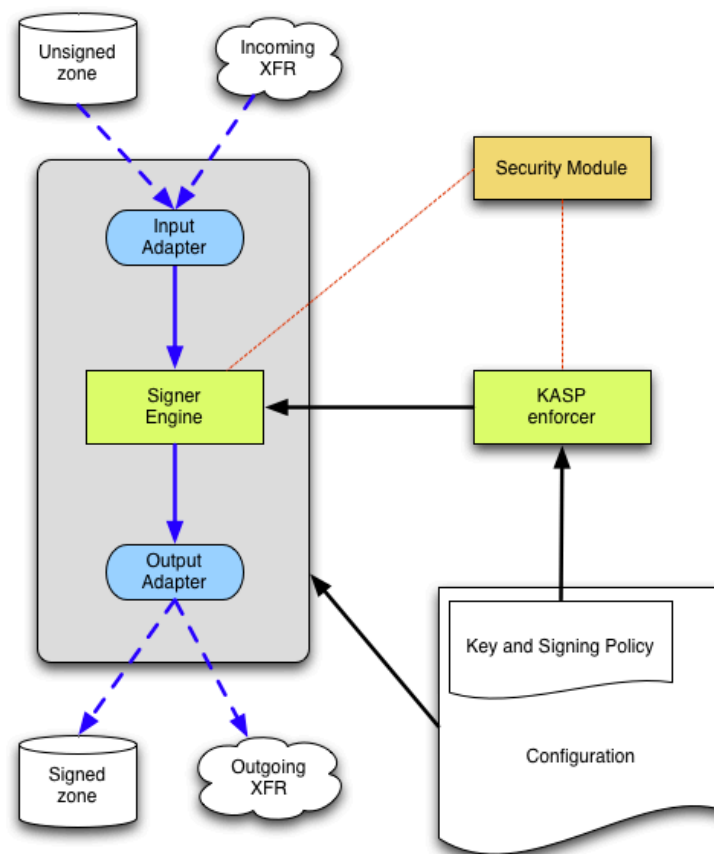 Unsigned
zone
Incoming
XFR
Security Module
Input
Adapter
Signer
Engine
KASP
enforcer
Output
Adapter
Key and Signing Policy
Configuration
Signed
zone
Outgoing
XFR